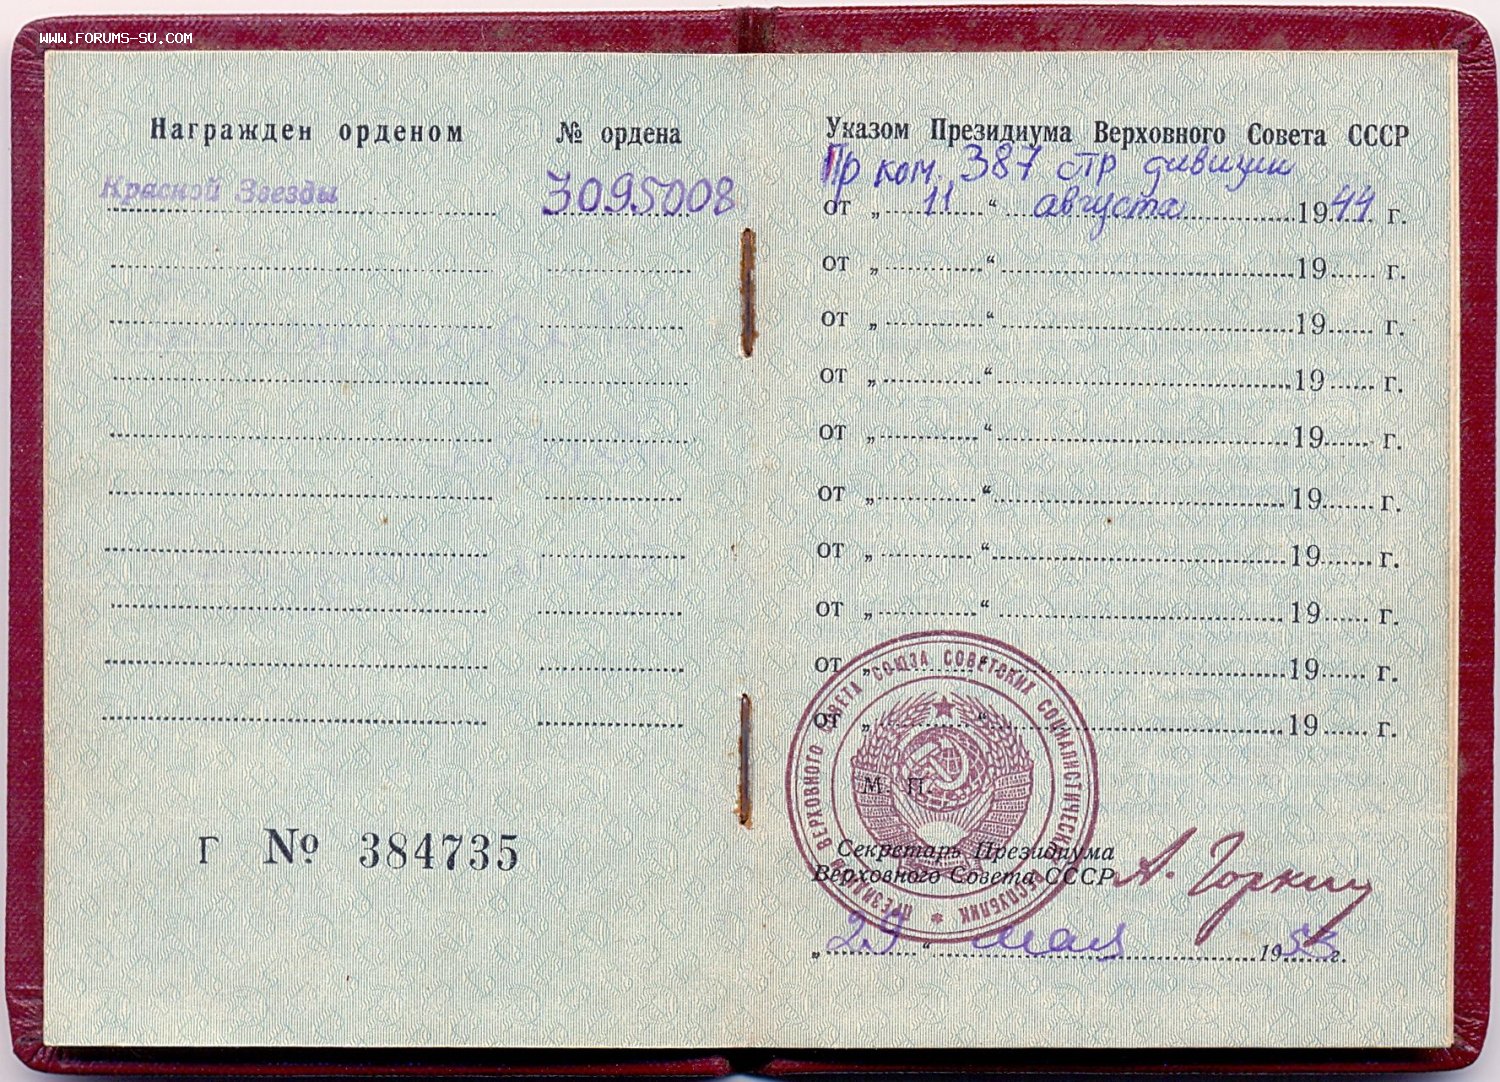 WWW.FORUMS-SU.COM
Награжден орденом № ордена
Красной Звезды 3095008
Г № 384735
Указом Президиума Верховного Совета СССР
Пр ком. 387 стр дивизии
от „ 11 “ августа 1944 г.
от „ “ 19 г.
от „ “ 19 г.
от „ “ 19 г.
от „ “ 19 г.
от „ “ 19 г.
от „ “ 19 г.
от „ “ 19 г.
от „ “ 19 г.
от „ “ 19 г.
ПРЕЗИДИУМ ВЕРХОВНОГО СОВЕТА СОЮЗА СОВЕТСКИХ СОЦИАЛИСТИЧЕСКИХ РЕСПУБЛИК
М. П.
Секретарь Президиума
Верховного Совета СССР А. Горкин
„ 29 “ мая 1953 г.